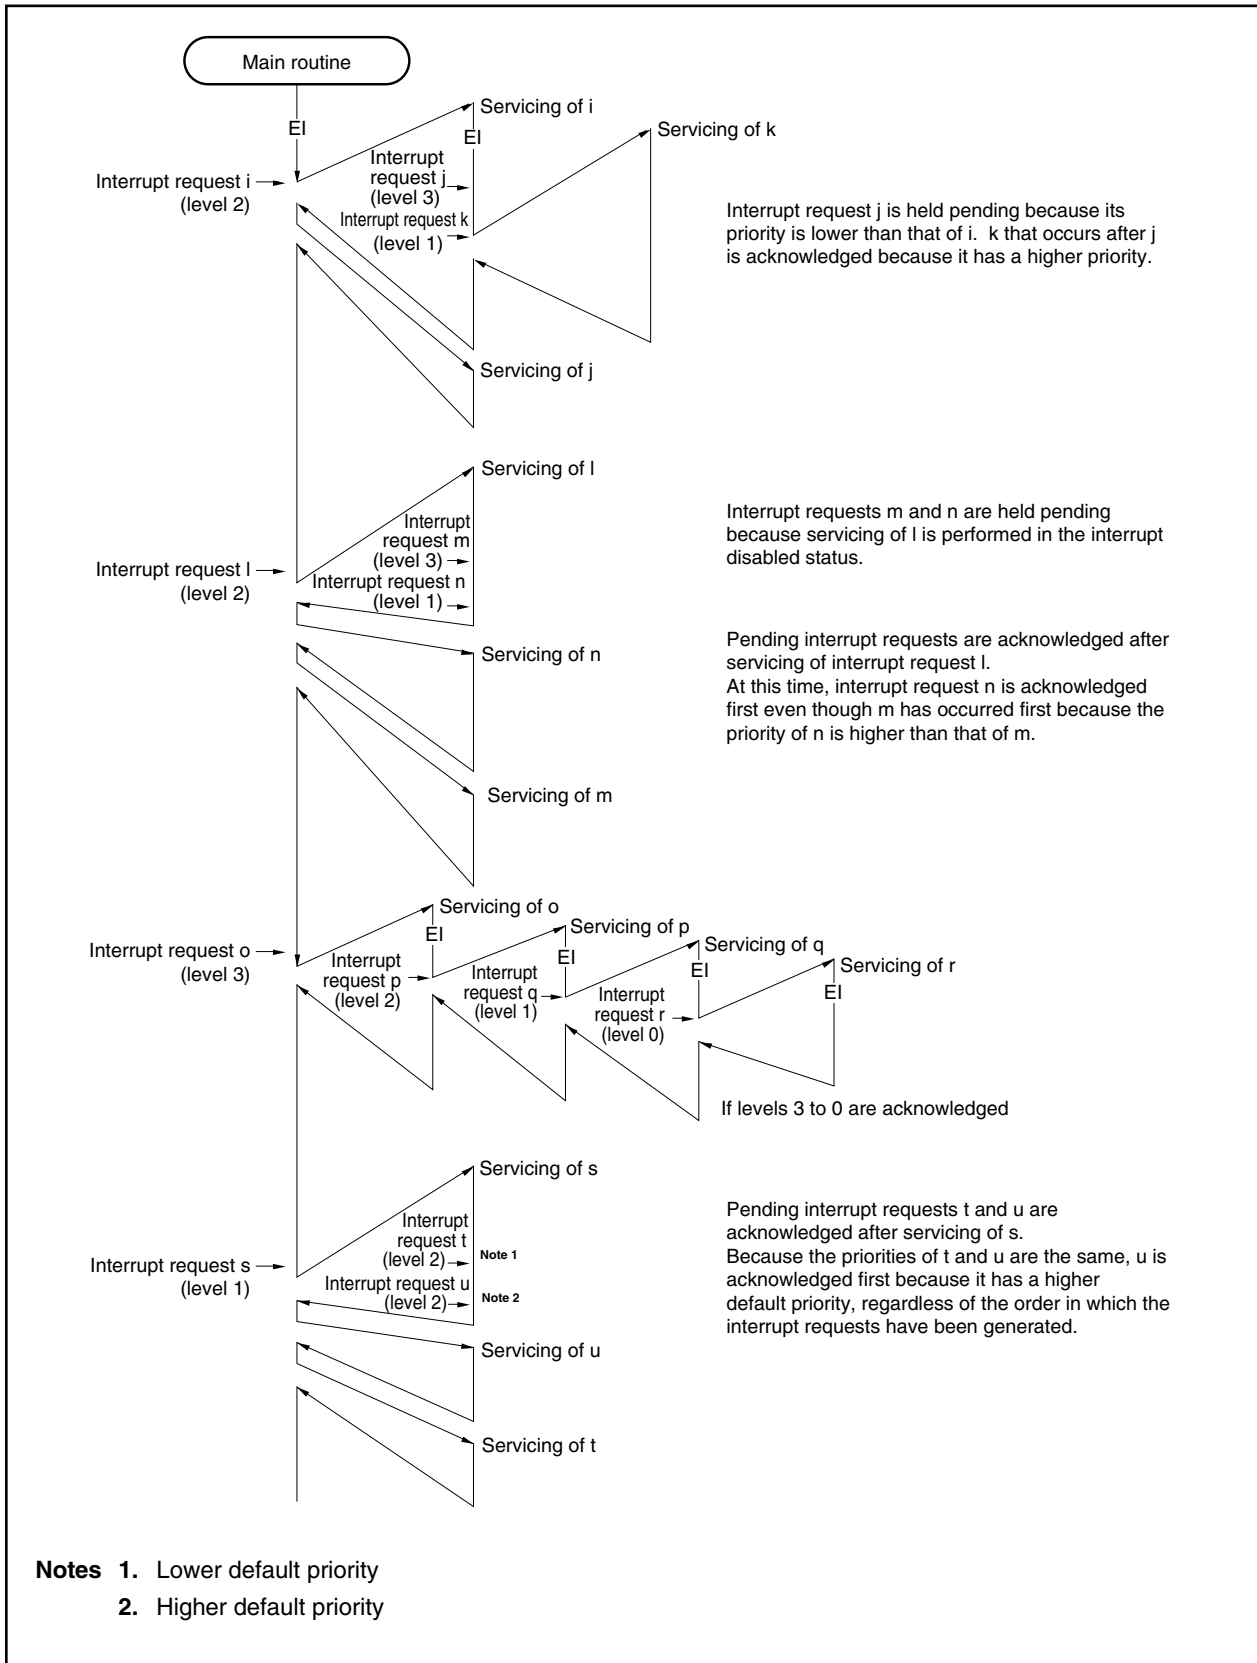 Main routine
EI
Servicing of i
EI
Servicing of k
Interrupt
request j
(level 3)
Interrupt request i
(level 2)
Interrupt request k
(level 1)
Interrupt request j is held pending because its
priority is lower than that of i.  k that occurs after j
is acknowledged because it has a higher priority.
Servicing of j
Servicing of l
Interrupt
request m
(level 3)
Interrupt request l
(level 2)
Interrupt request n
(level 1)
Interrupt requests m and n are held pending
because servicing of l is performed in the interrupt
disabled status.
Servicing of n
Pending interrupt requests are acknowledged after
servicing of interrupt request l.
At this time, interrupt request n is acknowledged
first even though m has occurred first because the
priority of n is higher than that of m.
Servicing of m
Servicing of o
EI
Servicing of p
EI
Servicing of q
EI
Servicing of r
EI
Interrupt request o
(level 3)
Interrupt
request p
(level 2)
Interrupt
request q
(level 1)
Interrupt
request r
(level 0)
If levels 3 to 0 are acknowledged
Servicing of s
Interrupt
request t
(level 2)
Note 1
Interrupt request s
(level 1)
Interrupt request u
(level 2)
Note 2
Pending interrupt requests t and u are
acknowledged after servicing of s.
Because the priorities of t and u are the same, u is
acknowledged first because it has a higher
default priority, regardless of the order in which the
interrupt requests have been generated.
Servicing of u
Servicing of t
Notes 1. Lower default priority
2. Higher default priority